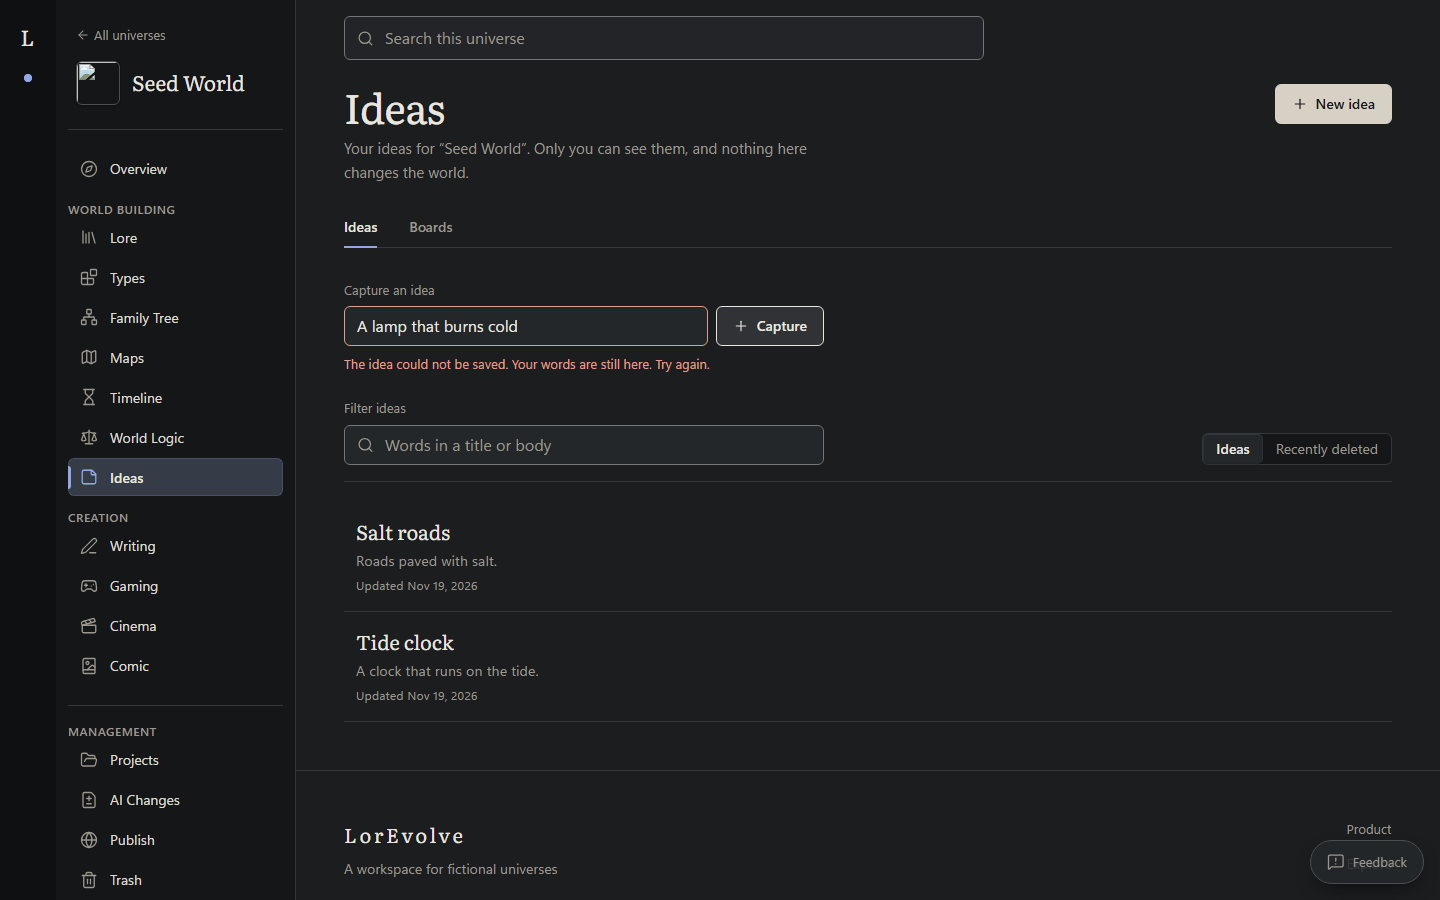 L
All universes
Seed World
Overview
WORLD BUILDING
Lore
Types
Family Tree
Maps
Timeline
World Logic
Ideas
CREATION
Writing
Gaming
Cinema
Comic
MANAGEMENT
Projects
AI Changes
Publish
Trash
Search this universe
Ideas
New idea
Your ideas for “Seed World”. Only you can see them, and nothing here
changes the world.
Ideas Boards
Capture an idea
A lamp that burns cold
Capture
The idea could not be saved. Your words are still here. Try again.
Filter ideas
Words in a title or body
Ideas Recently deleted
Salt roads
Roads paved with salt.
Updated Nov 19, 2026
Tide clock
A clock that runs on the tide.
Updated Nov 19, 2026
LorEvolve
A workspace for fictional universes
Product
Feedback